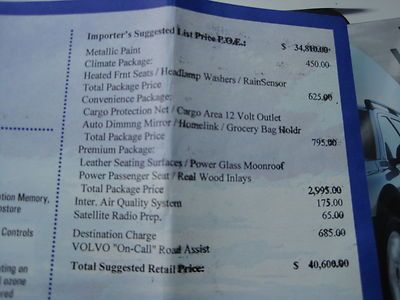 Importer's Suggested List Price P.O.E.: $ 34,810.00
Metallic Paint 450.00
Climate Package:
Heated Frnt Seats / Headlamp Washers / RainSensor
Total Package Price 625.00
Convenience Package:
Cargo Protection Net / Cargo Area 12 Volt Outlet
Auto Dimmng Mirror / Homelink / Grocery Bag Holdr
Total Package Price 795.00
Premium Package:
Leather Seating Surfaces / Power Glass Moonroof
Power Passenger Seat / Real Wood Inlays
Total Package Price 2,995.00
Inter. Air Quality System 175.00
Satellite Radio Prep. 65.00
Destination Charge 685.00
VOLVO "On-Call" Road Assist
Total Suggested Retail Price: $ 40,600.00
Memory,
Controls
ting on
ozone
red